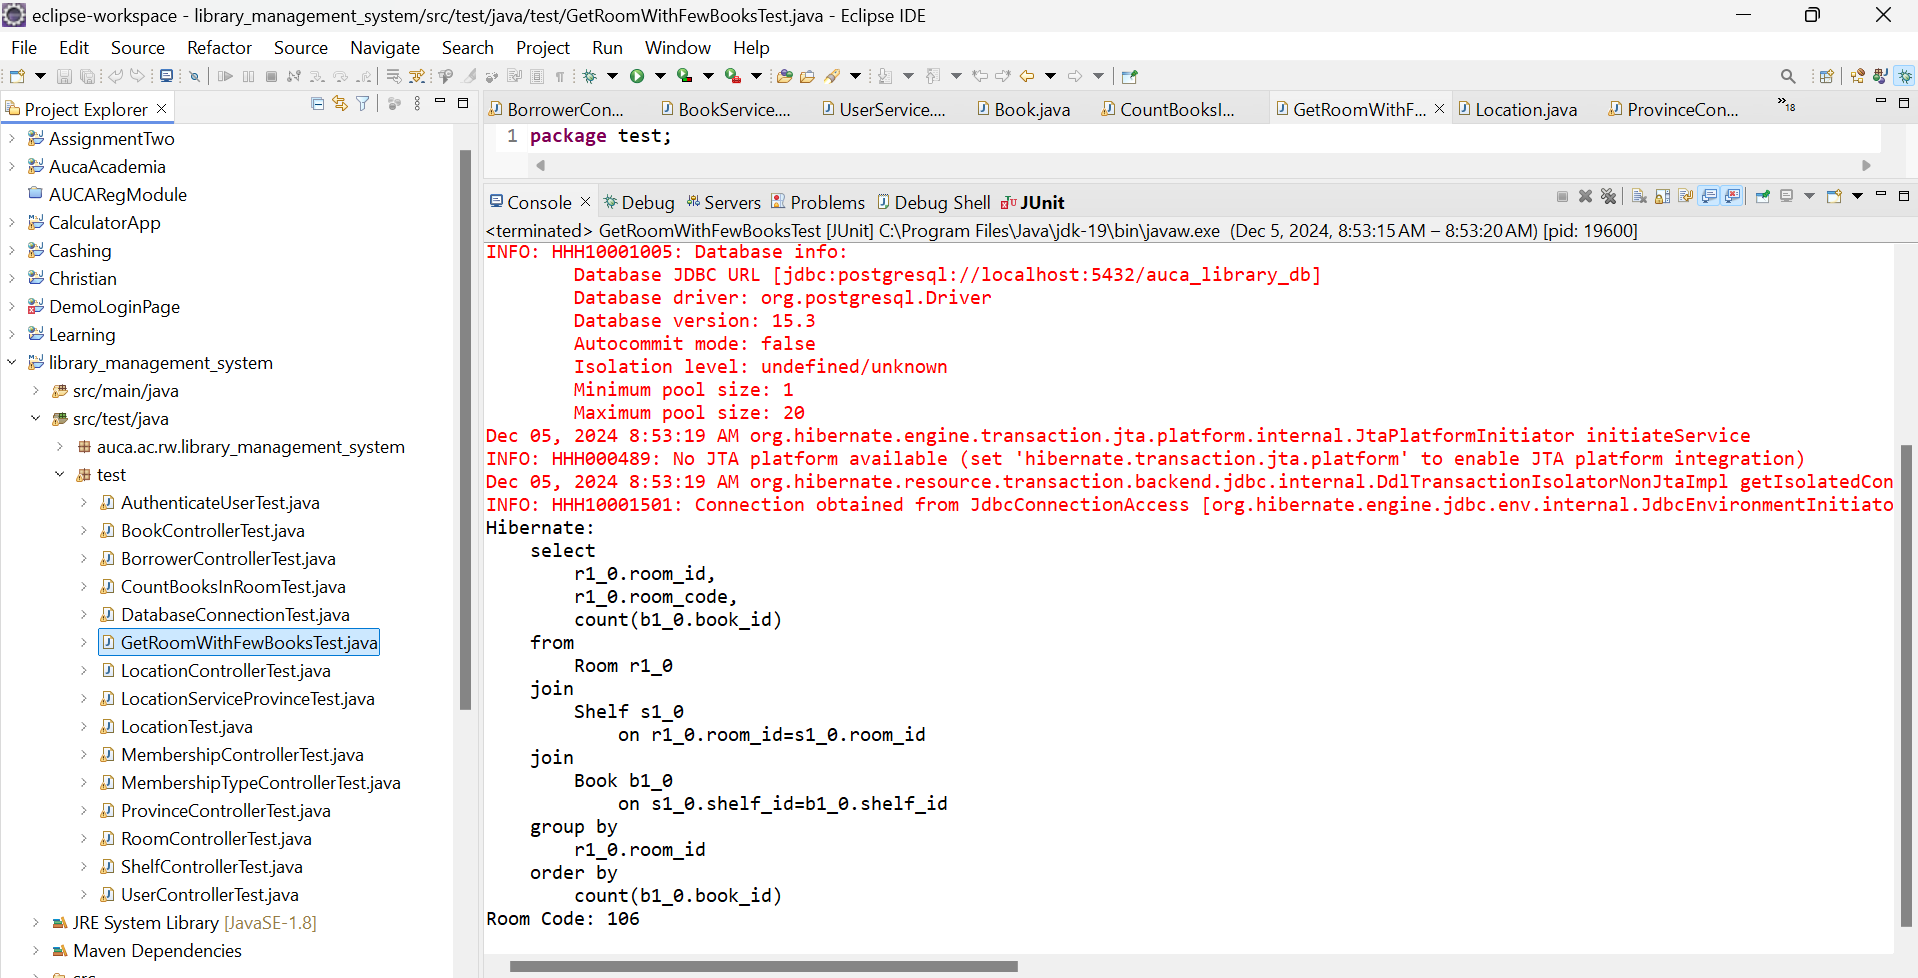 eclipse-workspace - library_management_system/src/test/java/test/GetRoomWithFewBooksTest.java - Eclipse IDE
File Edit Source Refactor Source Navigate Search Project Run Window Help
Project Explorer
AssignmentTwo
AucaAcademia
AUCARegModule
CalculatorApp
Cashing
Christian
DemoLoginPage
Learning
library_management_system
src/main/java
src/test/java
auca.ac.rw.library_management_system
test
AuthenticateUserTest.java
BookControllerTest.java
BorrowerControllerTest.java
CountBooksInRoomTest.java
DatabaseConnectionTest.java
GetRoomWithFewBooksTest.java
LocationControllerTest.java
LocationServiceProvinceTest.java
LocationTest.java
MembershipControllerTest.java
MembershipTypeControllerTest.java
ProvinceControllerTest.java
RoomControllerTest.java
ShelfControllerTest.java
UserControllerTest.java
JRE System Library [JavaSE-1.8]
Maven Dependencies
src
BorrowerCon... BookService.... UserService.... Book.java CountBooksI... GetRoomWithF... Location.java ProvinceCon... »18
1 package test;
Console Debug Servers Problems Debug Shell JUnit
<terminated> GetRoomWithFewBooksTest [JUnit] C:\Program Files\Java\jdk-19\bin\javaw.exe (Dec 5, 2024, 8:53:15 AM – 8:53:20 AM) [pid: 19600]
INFO: HHH10001005: Database info:
Database JDBC URL [jdbc:postgresql://localhost:5432/auca_library_db]
Database driver: org.postgresql.Driver
Database version: 15.3
Autocommit mode: false
Isolation level: undefined/unknown
Minimum pool size: 1
Maximum pool size: 20
Dec 05, 2024 8:53:19 AM org.hibernate.engine.transaction.jta.platform.internal.JtaPlatformInitiator initiateService
INFO: HHH000489: No JTA platform available (set 'hibernate.transaction.jta.platform' to enable JTA platform integration)
Dec 05, 2024 8:53:19 AM org.hibernate.resource.transaction.backend.jdbc.internal.DdlTransactionIsolatorNonJtaImpl getIsolatedCon
INFO: HHH10001501: Connection obtained from JdbcConnectionAccess [org.hibernate.engine.jdbc.env.internal.JdbcEnvironmentInitiato
Hibernate:
select
r1_0.room_id,
r1_0.room_code,
count(b1_0.book_id)
from
Room r1_0
join
Shelf s1_0
on r1_0.room_id=s1_0.room_id
join
Book b1_0
on s1_0.shelf_id=b1_0.shelf_id
group by
r1_0.room_id
order by
count(b1_0.book_id)
Room Code: 106